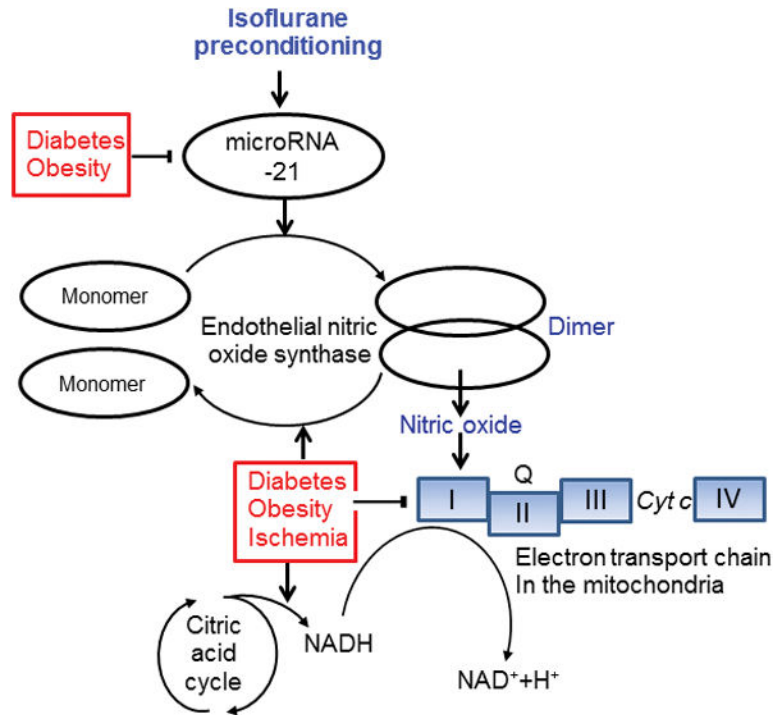 Isoflurane
preconditioning
Diabetes
Obesity
microRNA
-21
Monomer
Monomer
Endothelial nitric
oxide synthase
Dimer
Nitric oxide
Diabetes
Obesity
Ischemia
I
Q
II
III
Cyt c
IV
Electron transport chain
In the mitochondria
Citric
acid
cycle
NADH
NAD⁺+H⁺